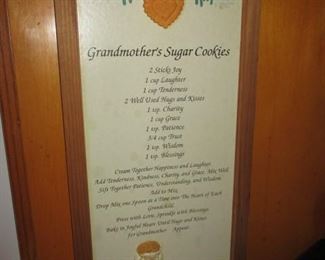 Grandmother's Sugar Cookies
2 Sticks Joy
1 cup Laughter
1 cup Tenderness
2 Well Used Hugs and Kisses
1 tsp. Charity
1 cup Grace
1 tsp. Patience
3/4 cup Trust
1 tsp. Wisdom
1 tsp. Blessings
Cream Together Happiness and Laughter
Add Tenderness, Kindness, Charity, and Grace. Mix Well
Sift Together Patience, Understanding, and Wisdom
Add to Mix
Drop Mix one Spoon at a Time into The Heart of Each
Grandchild
Press with Love, Sprinkle with Blessings
Bake in Joyful Heart Used Hugs and Kisses
for Grandmother Appeal